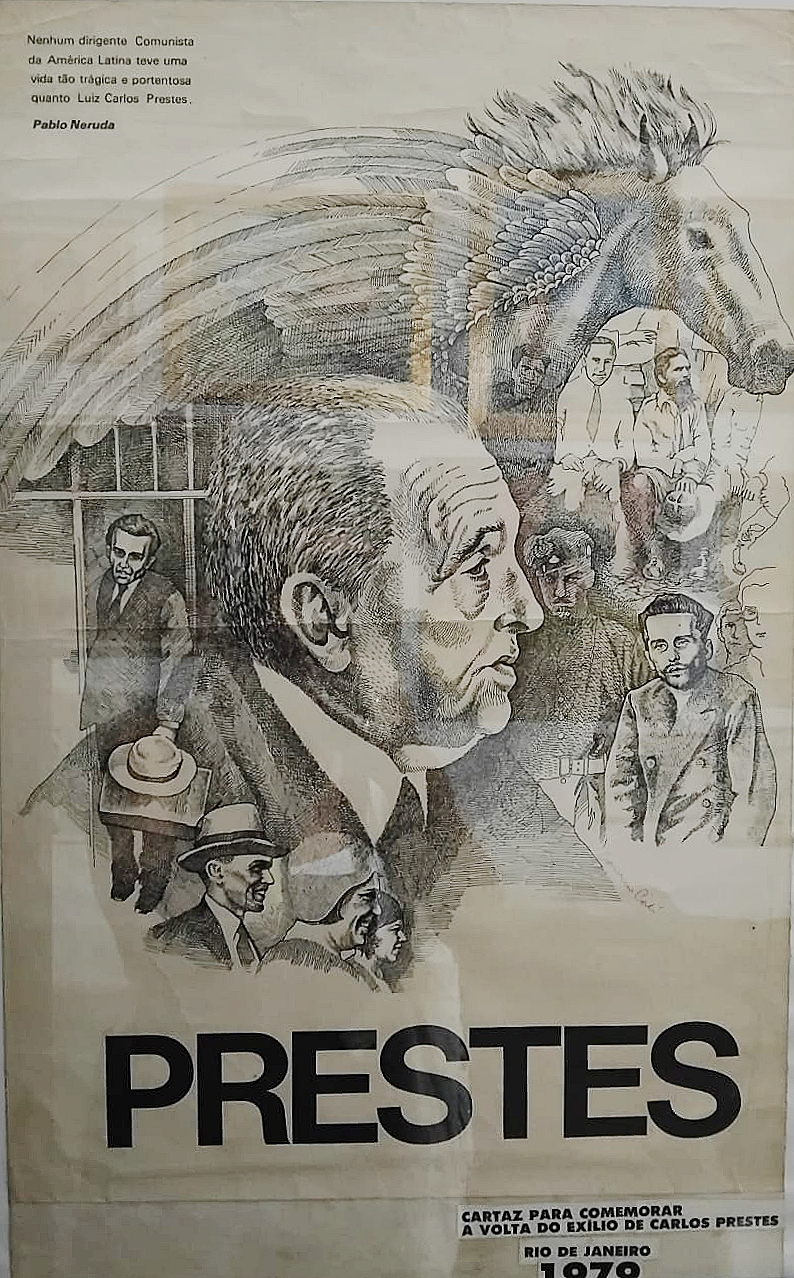 Nenhum dirigente Comunista
da América Latina teve uma
vida tão trágica e portentosa
quanto Luiz Carlos Prestes.
Pablo Neruda
PRESTES
CARTAZ PARA COMEMORAR
A VOLTA DO EXÍLIO DE CARLOS PRESTES
RIO DE JANEIRO
1979